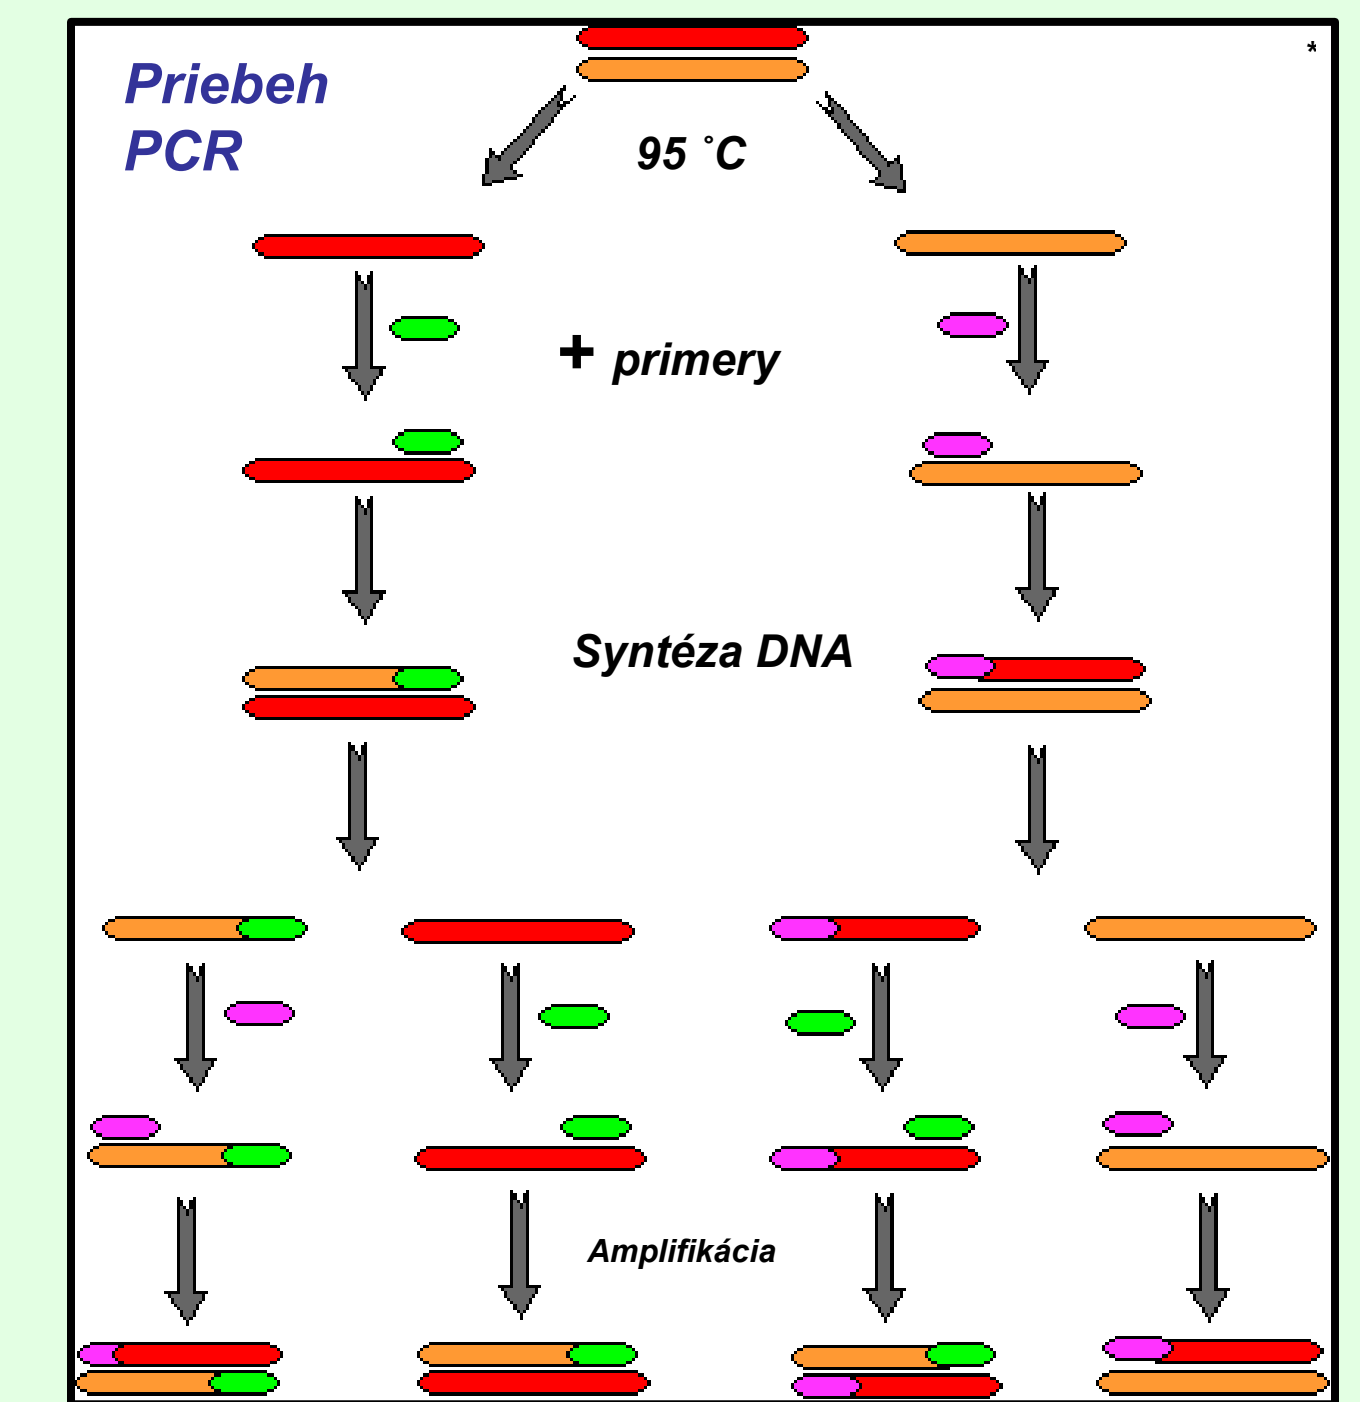 Priebeh
PCR
*
95 ˚C
+ primery
Syntéza DNA
Amplifikácia